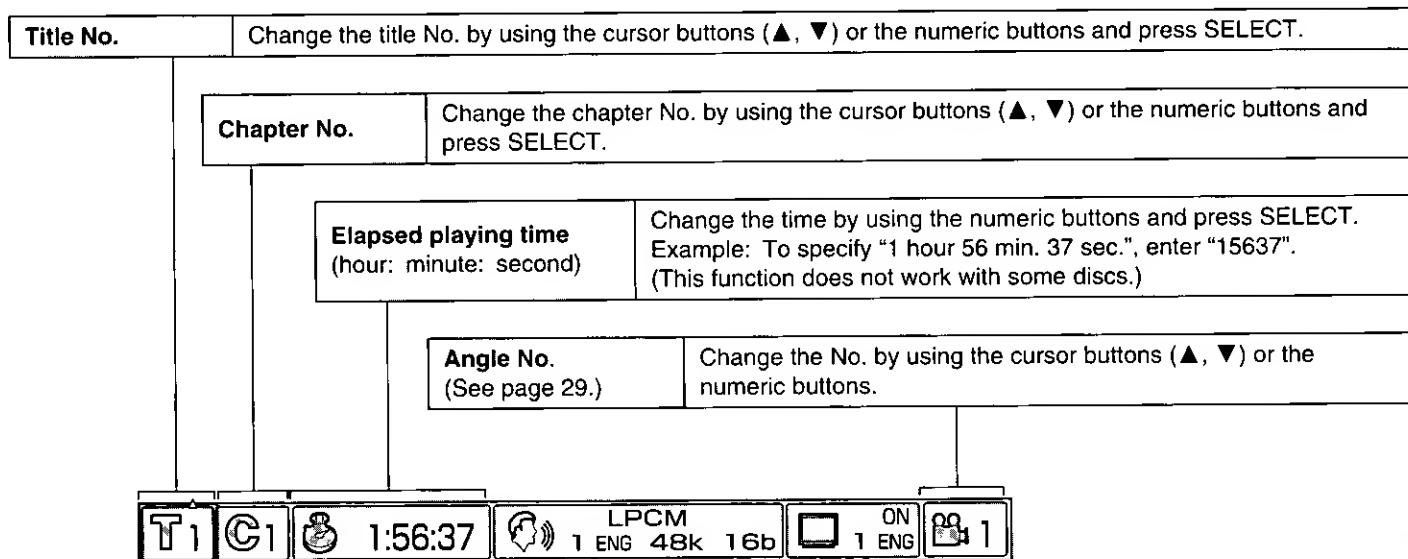 Title No.
Change the title No. by using the cursor buttons (▲, ▼) or the numeric buttons and press SELECT.
Chapter No.
Change the chapter No. by using the cursor buttons (▲, ▼) or the numeric buttons and
press SELECT.
Elapsed playing time
(hour: minute: second)
Change the time by using the numeric buttons and press SELECT.
Example: To specify “1 hour 56 min. 37 sec.”, enter “15637”.
(This function does not work with some discs.)
Angle No.
(See page 29.)
Change the No. by using the cursor buttons (▲, ▼) or the
numeric buttons.
T 1
C 1
1:56:37
LPCM
1 ENG 48k 16b
ON
1 ENG
1